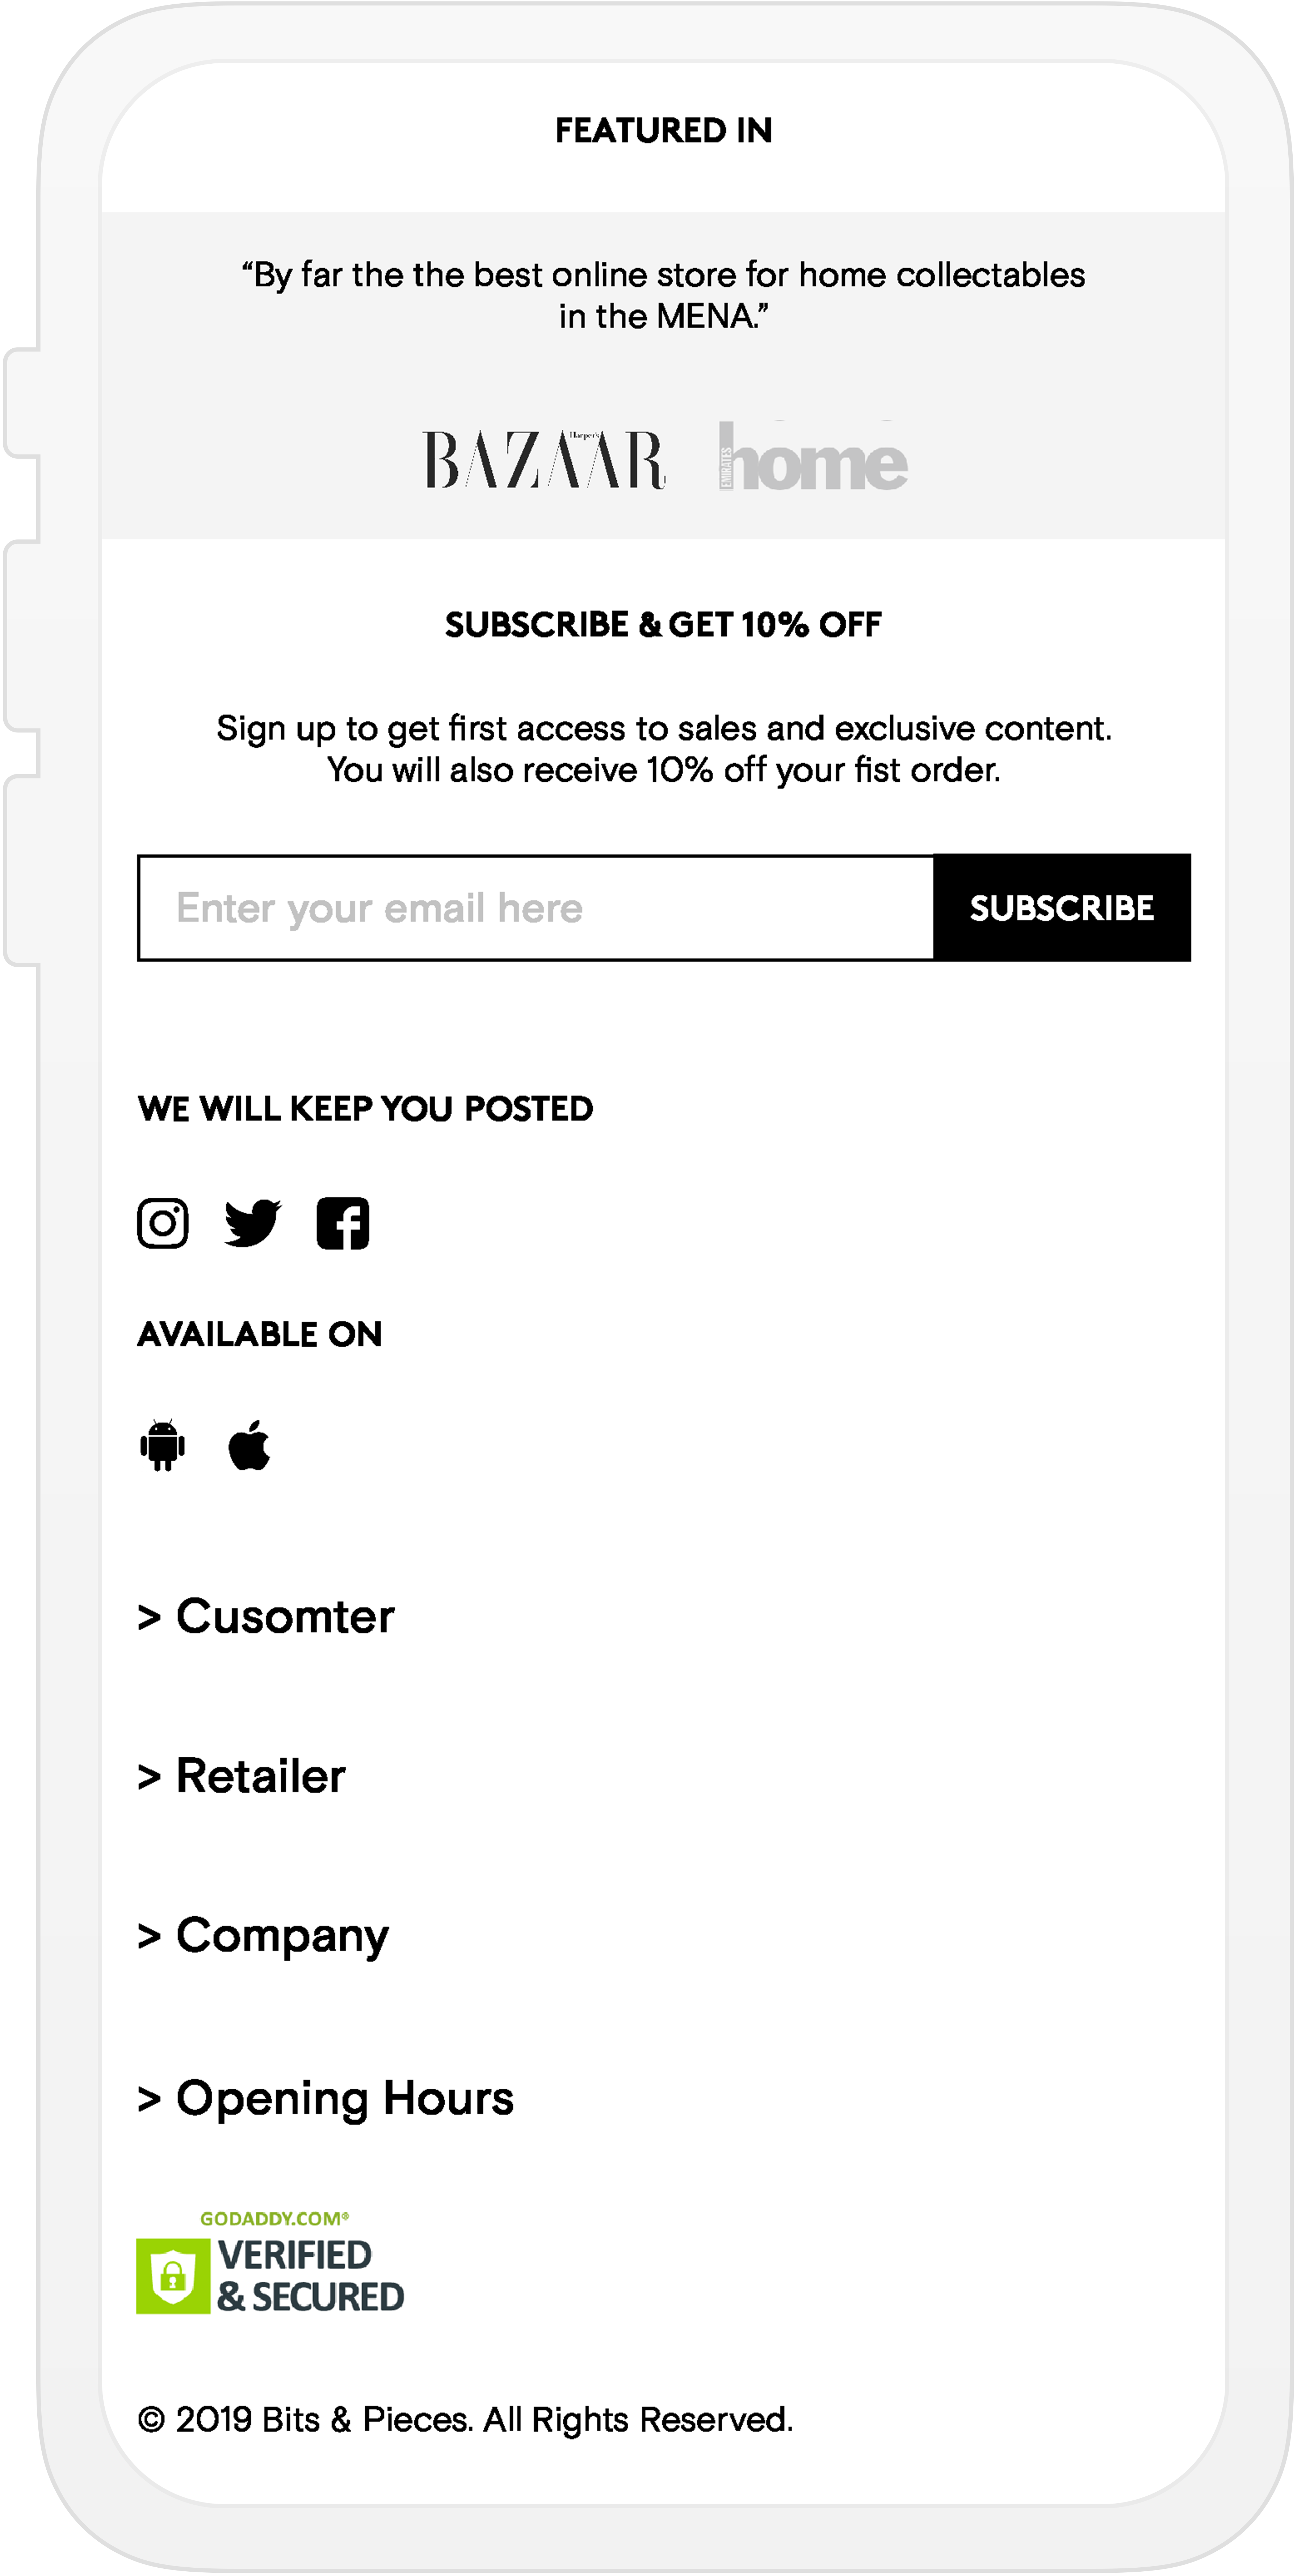 FEATURED IN
“By far the the best online store for home collectables
in the MENA.”
Harper's
BAZAAR
EMIRATES
home
SUBSCRIBE & GET 10% OFF
Sign up to get first access to sales and exclusive content.
You will also receive 10% off your fist order.
Enter your email here
SUBSCRIBE
WE WILL KEEP YOU POSTED
AVAILABLE ON
> Cusomter
> Retailer
> Company
> Opening Hours
GODADDY.COM®
VERIFIED
& SECURED
© 2019 Bits & Pieces. All Rights Reserved.